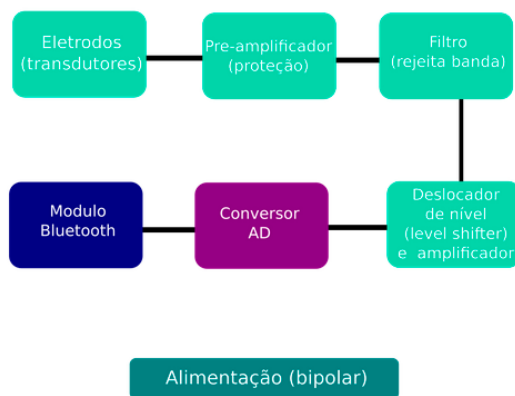 Eletrodos
(transdutores)
Pre-amplificador
(proteção)
Filtro
(rejeita banda)
Modulo
Bluetooth
Conversor
AD
Deslocador
de nível
(level shifter)
e amplificador
Alimentação (bipolar)